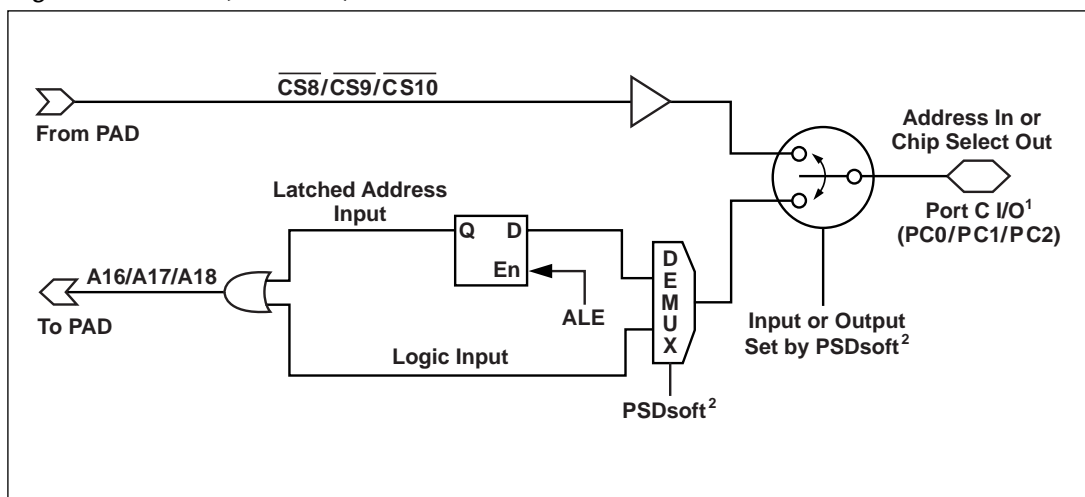 CS8/CS9/CS10
From PAD
Address In or
Chip Select Out
Latched Address
Input
Port C I/O1
(PC0/PC1/PC2)
Q D
En
D
E
M
U
X
A16/A17/A18
To PAD
ALE
Logic Input
Input or Output
Set by PSDsoft2
PSDsoft2